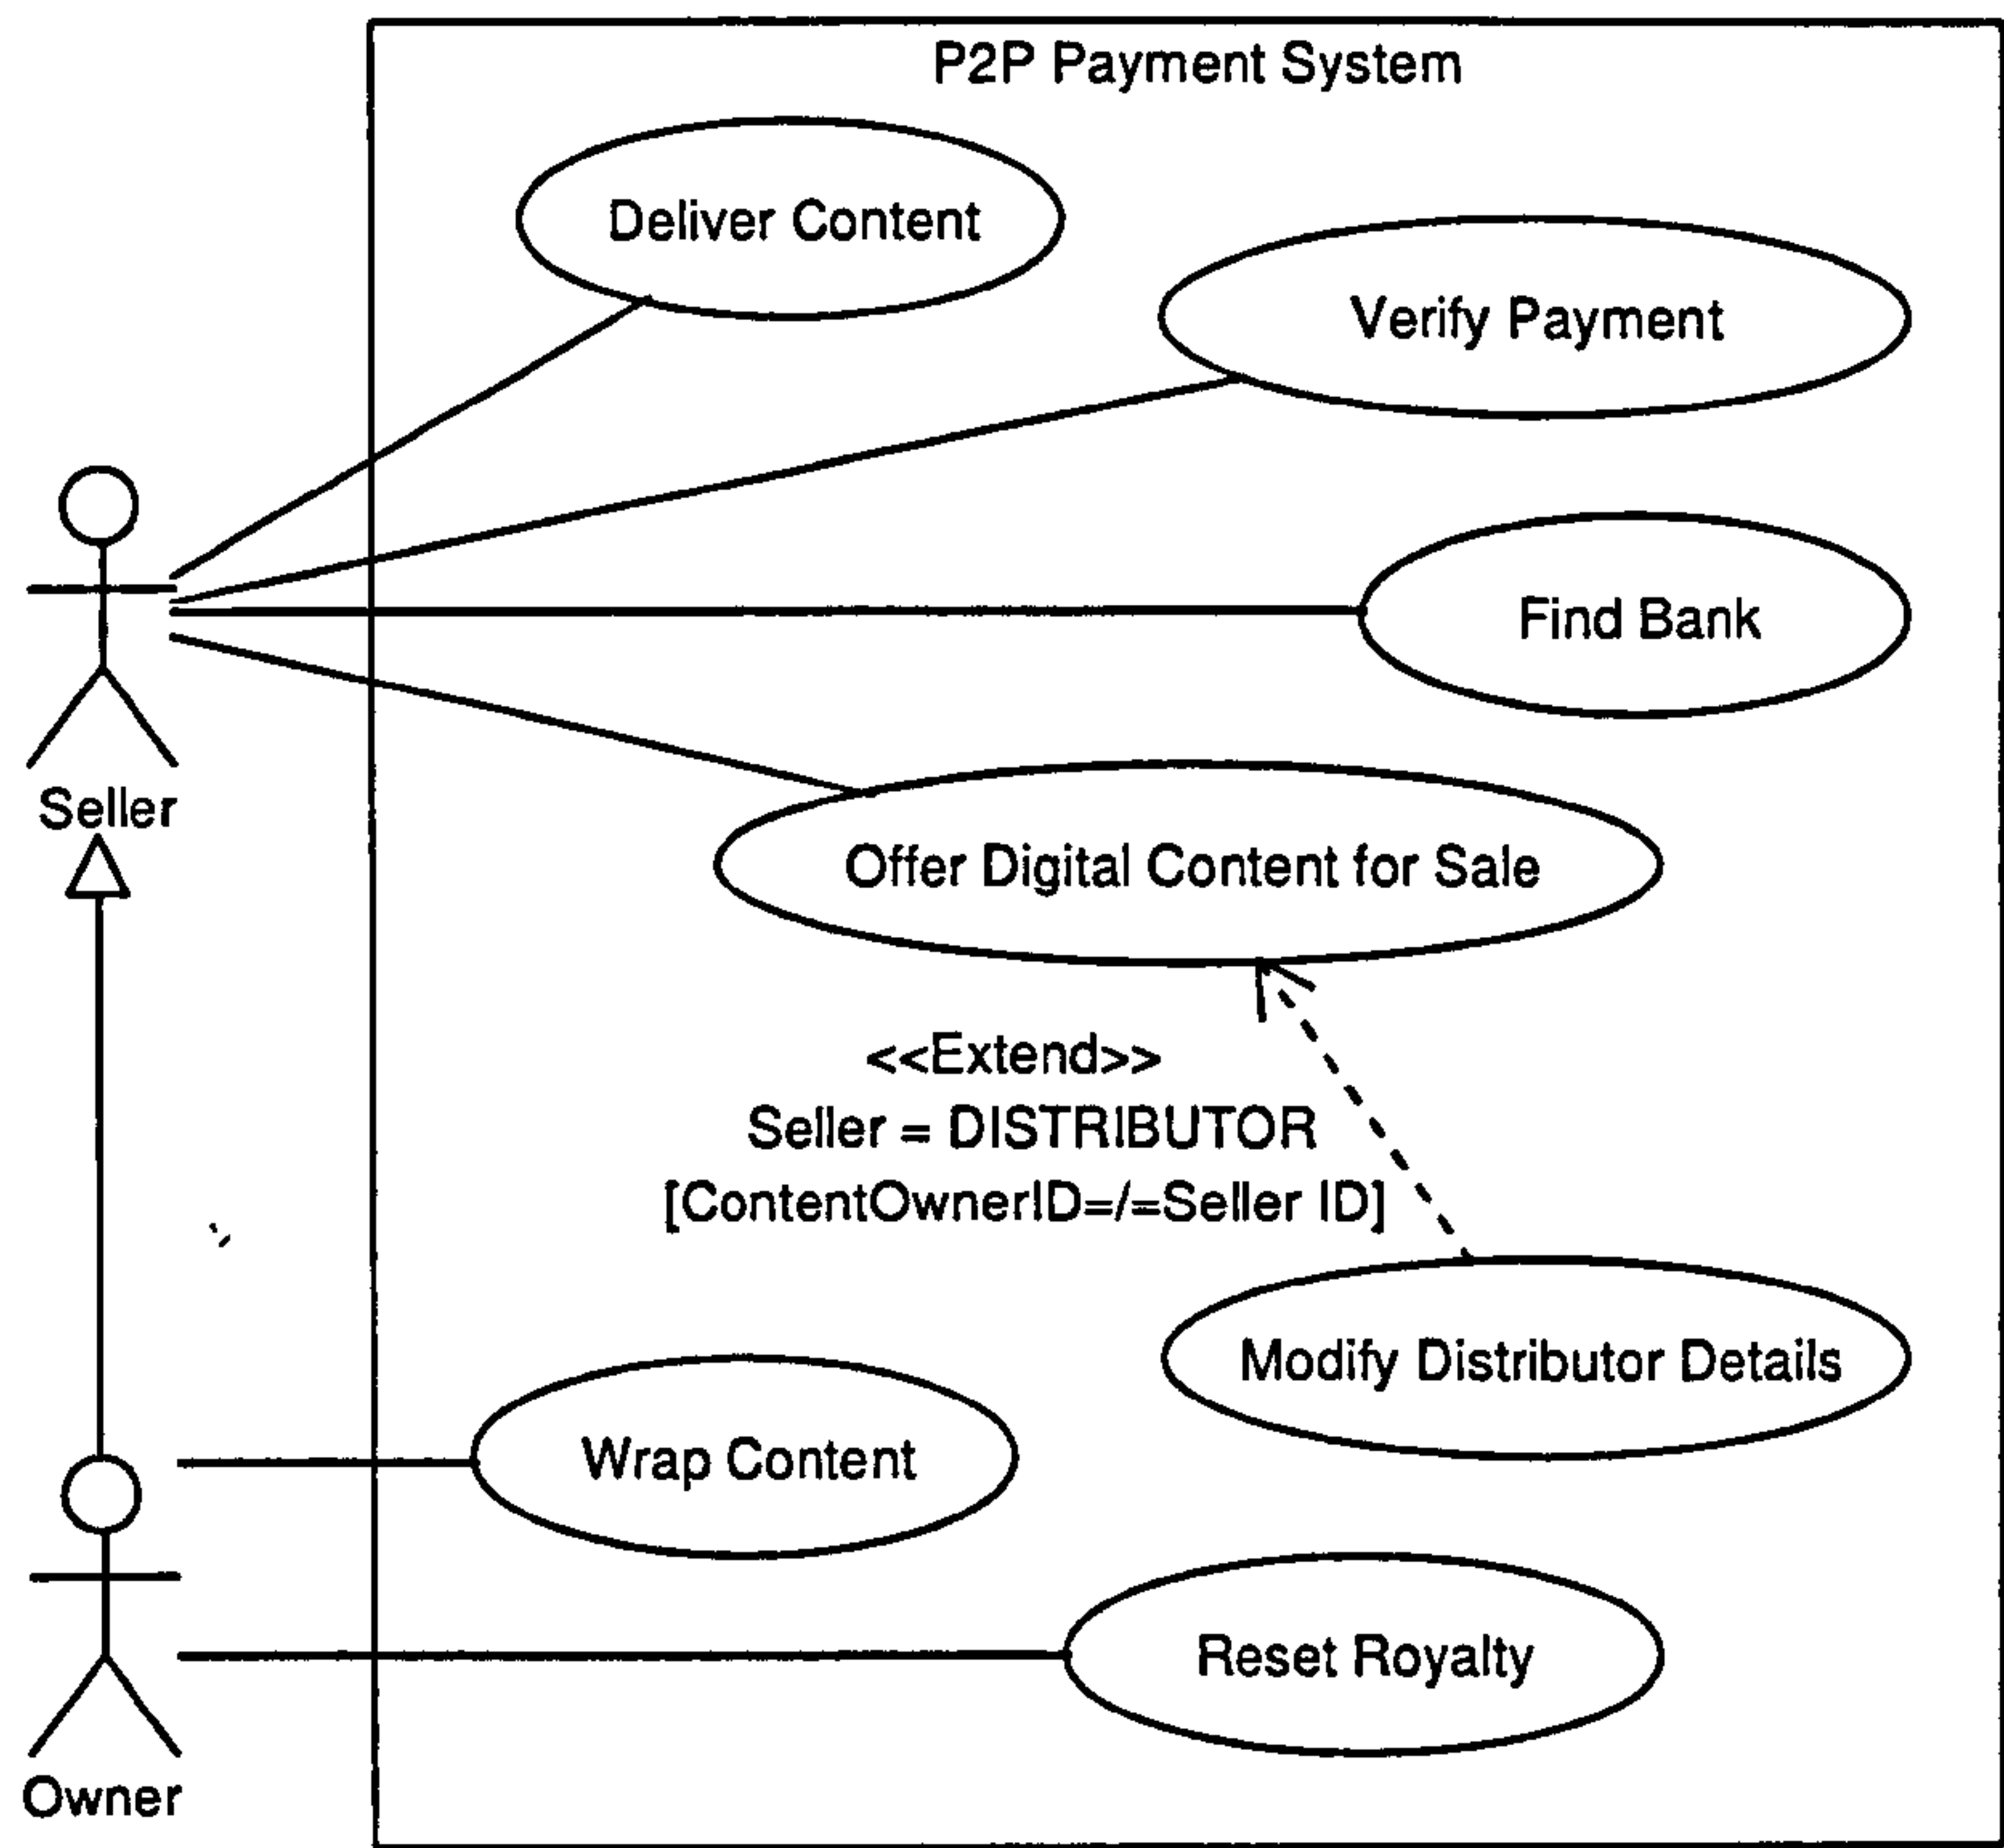 P2P Payment System
Deliver Content
Verify Payment
Find Bank
Seller
Offer Digital Content for Sale
<<Extend>>
Seller = DISTRIBUTOR
[ContentOwnerID=/=Seller ID]
Modify Distributor Details
Wrap Content
Reset Royalty
Owner